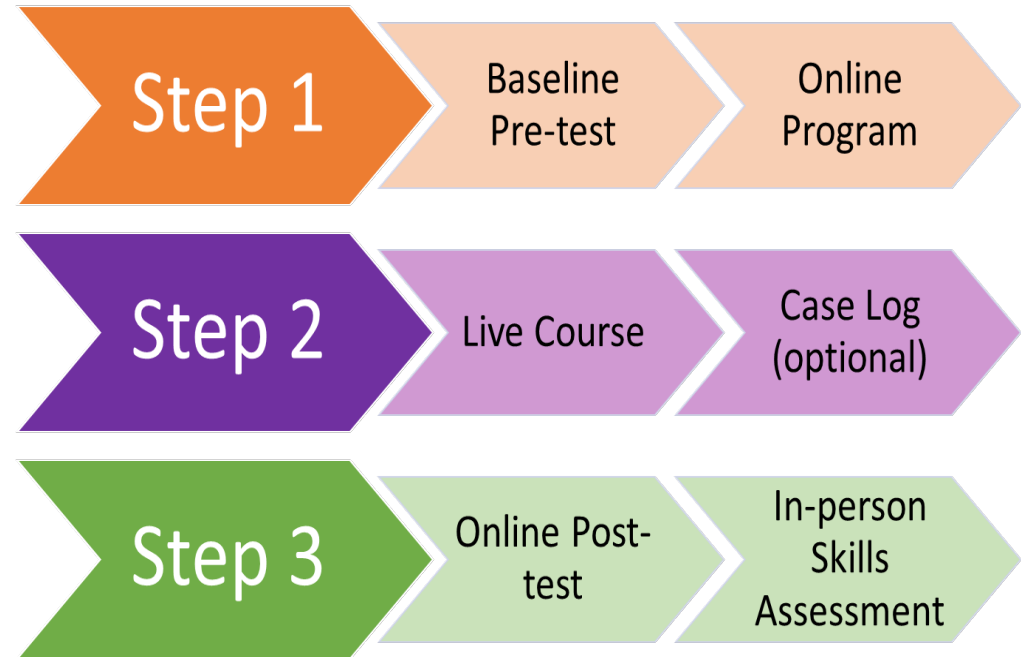 Step 1
Baseline
Pre-test
Online
Program
Step 2
Live Course
Case Log
(optional)
Step 3
Online Post-
test
In-person
Skills
Assessment